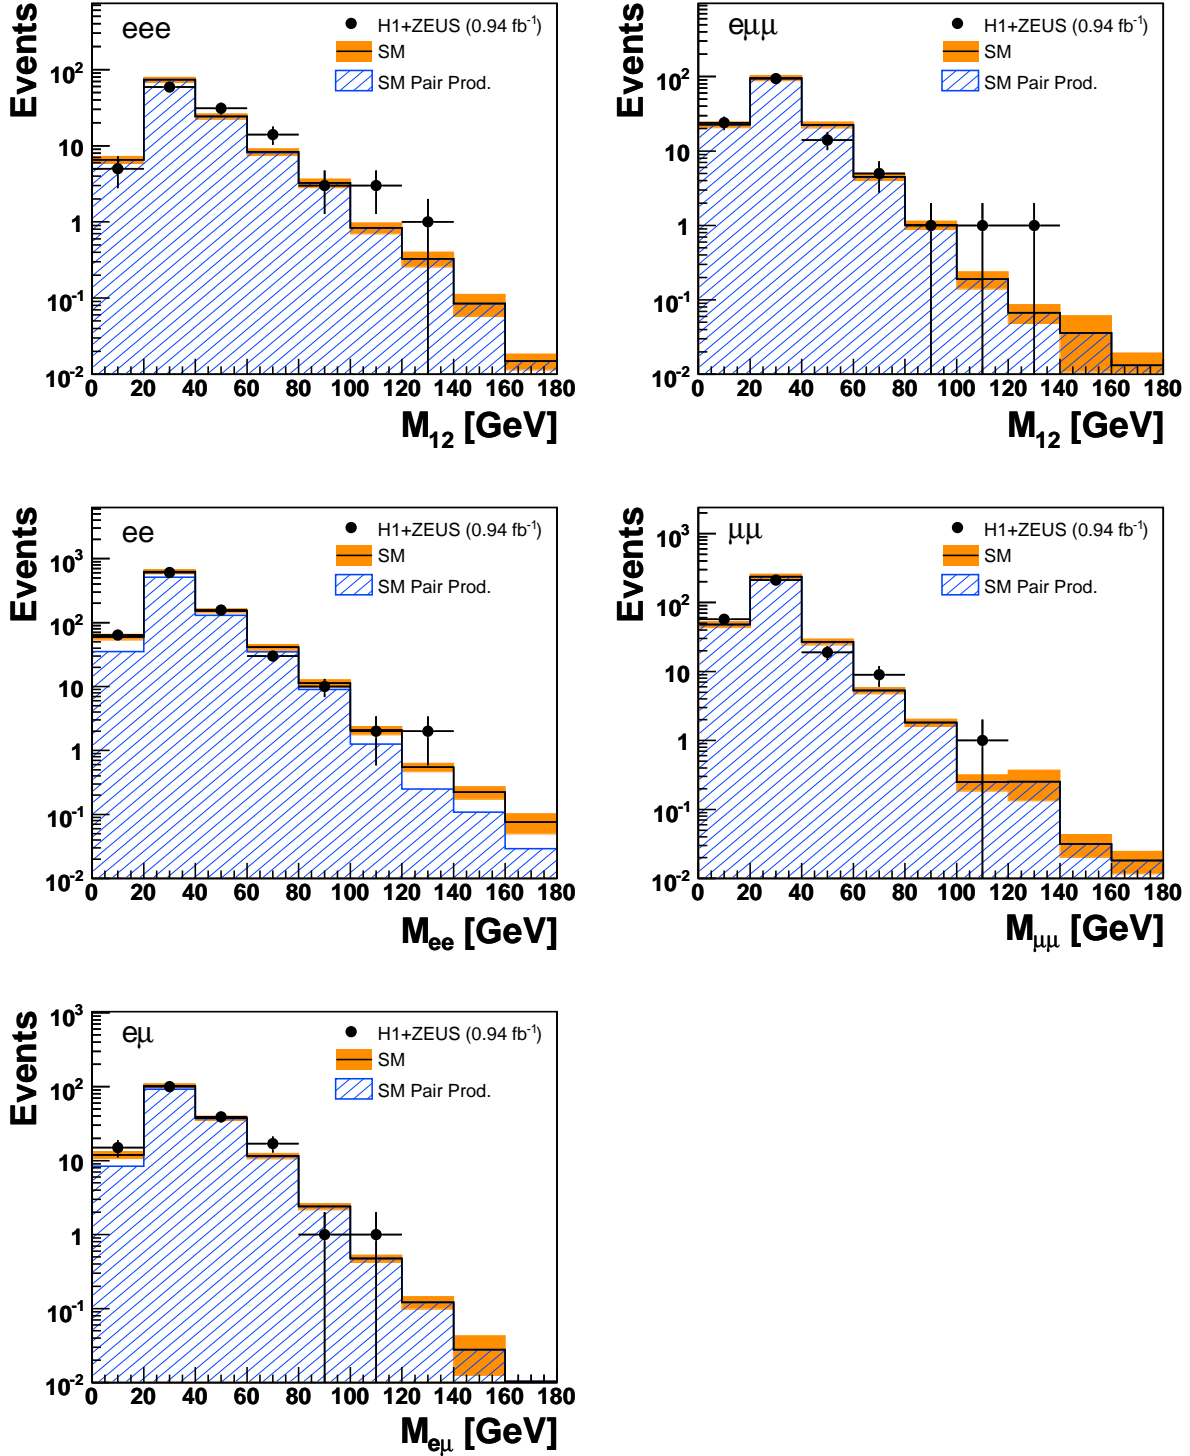 Events
eee
H1+ZEUS (0.94 fb⁻¹)
SM
SM Pair Prod.
10²
10
1
10⁻¹
10⁻²
0 20 40 60 80 100 120 140 160 180
M₁₂ [GeV]
Events
eμμ
H1+ZEUS (0.94 fb⁻¹)
SM
SM Pair Prod.
10²
10
1
10⁻¹
10⁻²
0 20 40 60 80 100 120 140 160 180
M₁₂ [GeV]
Events
ee
H1+ZEUS (0.94 fb⁻¹)
SM
SM Pair Prod.
10³
10²
10
1
10⁻¹
10⁻²
0 20 40 60 80 100 120 140 160 180
Mee [GeV]
Events
μμ
H1+ZEUS (0.94 fb⁻¹)
SM
SM Pair Prod.
10³
10²
10
1
10⁻¹
10⁻²
0 20 40 60 80 100 120 140 160 180
Mμμ [GeV]
Events
eμ
H1+ZEUS (0.94 fb⁻¹)
SM
SM Pair Prod.
10³
10²
10
1
10⁻¹
10⁻²
0 20 40 60 80 100 120 140 160 180
Meμ [GeV]